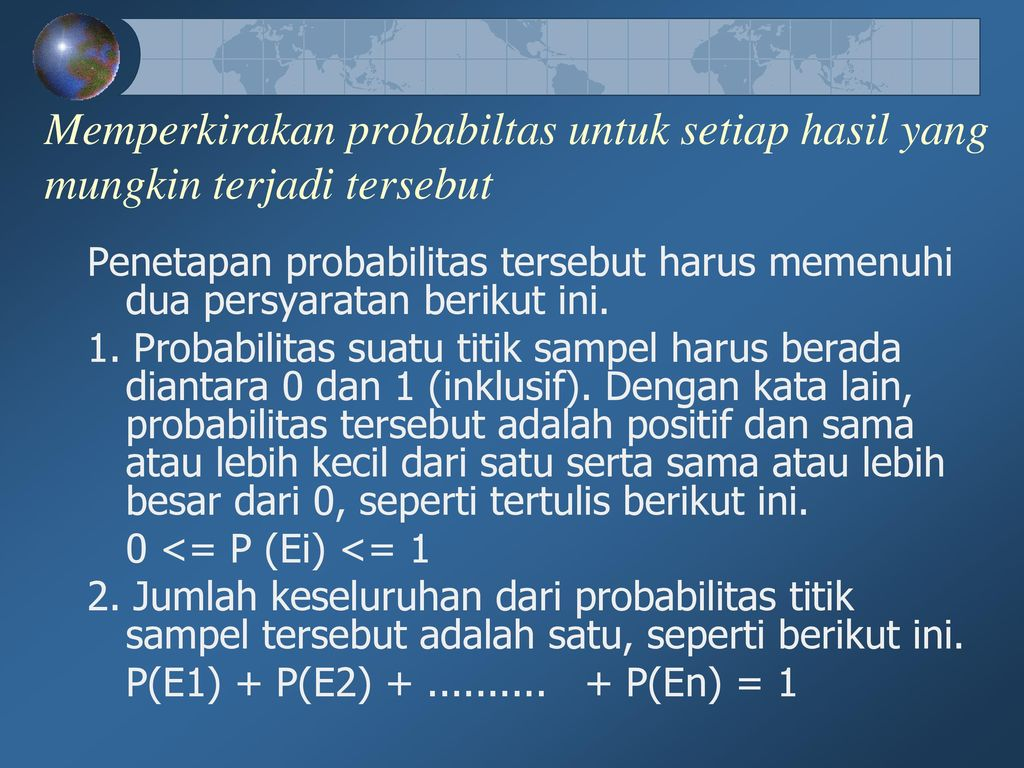 Memperkirakan probabiltas untuk setiap hasil yang
mungkin terjadi tersebut
Penetapan probabilitas tersebut harus memenuhi
dua persyaratan berikut ini.
1. Probabilitas suatu titik sampel harus berada
diantara 0 dan 1 (inklusif). Dengan kata lain,
probabilitas tersebut adalah positif dan sama
atau lebih kecil dari satu serta sama atau lebih
besar dari 0, seperti tertulis berikut ini.
0 <= P (Ei) <= 1
2. Jumlah keseluruhan dari probabilitas titik
sampel tersebut adalah satu, seperti berikut ini.
P(E1) + P(E2) + .......... + P(En) = 1